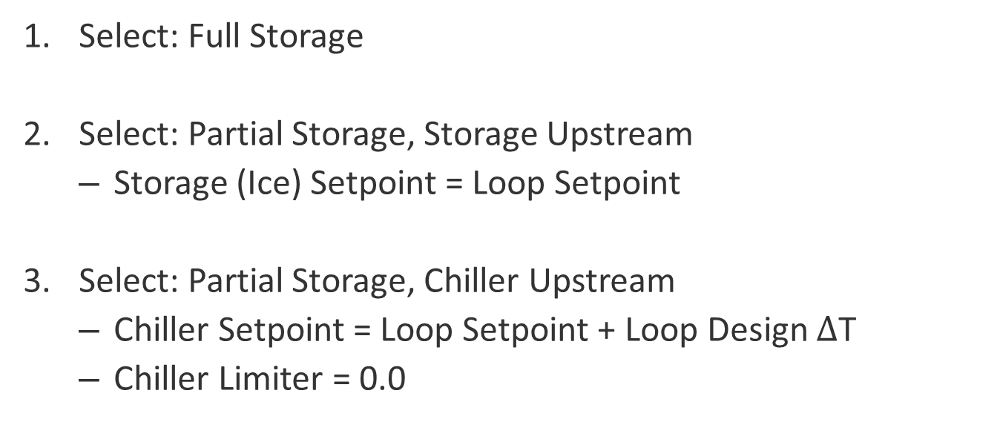 1. Select: Full Storage
2. Select: Partial Storage, Storage Upstream
– Storage (Ice) Setpoint = Loop Setpoint
3. Select: Partial Storage, Chiller Upstream
– Chiller Setpoint = Loop Setpoint + Loop Design ΔT
– Chiller Limiter = 0.0